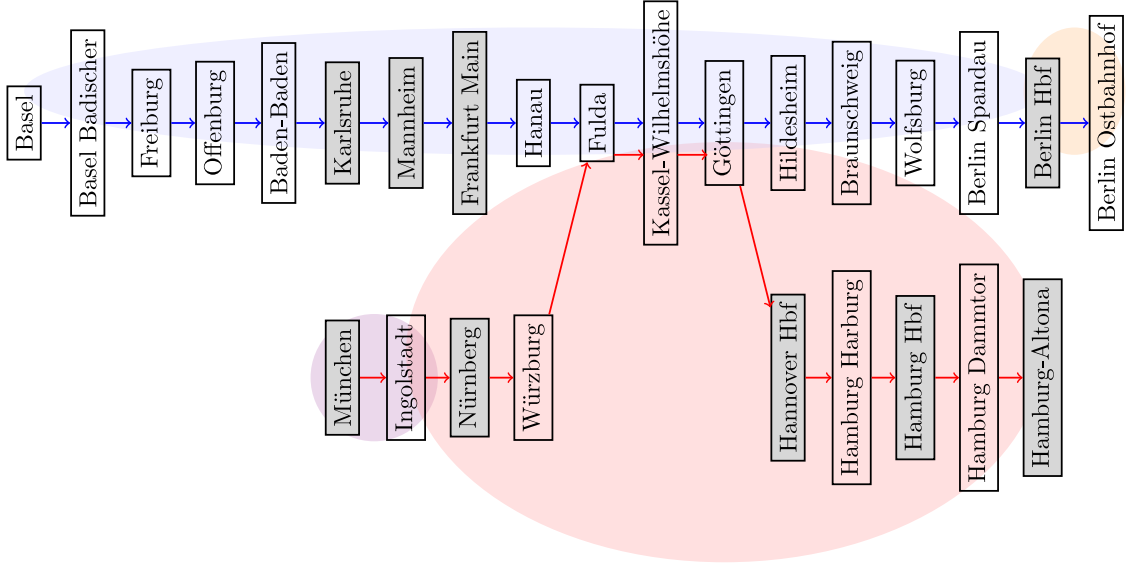 Basel
Basel Badischer
Freiburg
Offenburg
Baden-Baden
Karlsruhe
Mannheim
Frankfurt Main
Hanau
Fulda
Kassel-Wilhelmshöhe
Göttingen
Hildesheim
Braunschweig
Wolfsburg
Berlin Spandau
Berlin Hbf
Berlin Ostbahnhof
München
Ingolstadt
Nürnberg
Würzburg
Hannover Hbf
Hamburg Harburg
Hamburg Hbf
Hamburg Dammtor
Hamburg-Altona